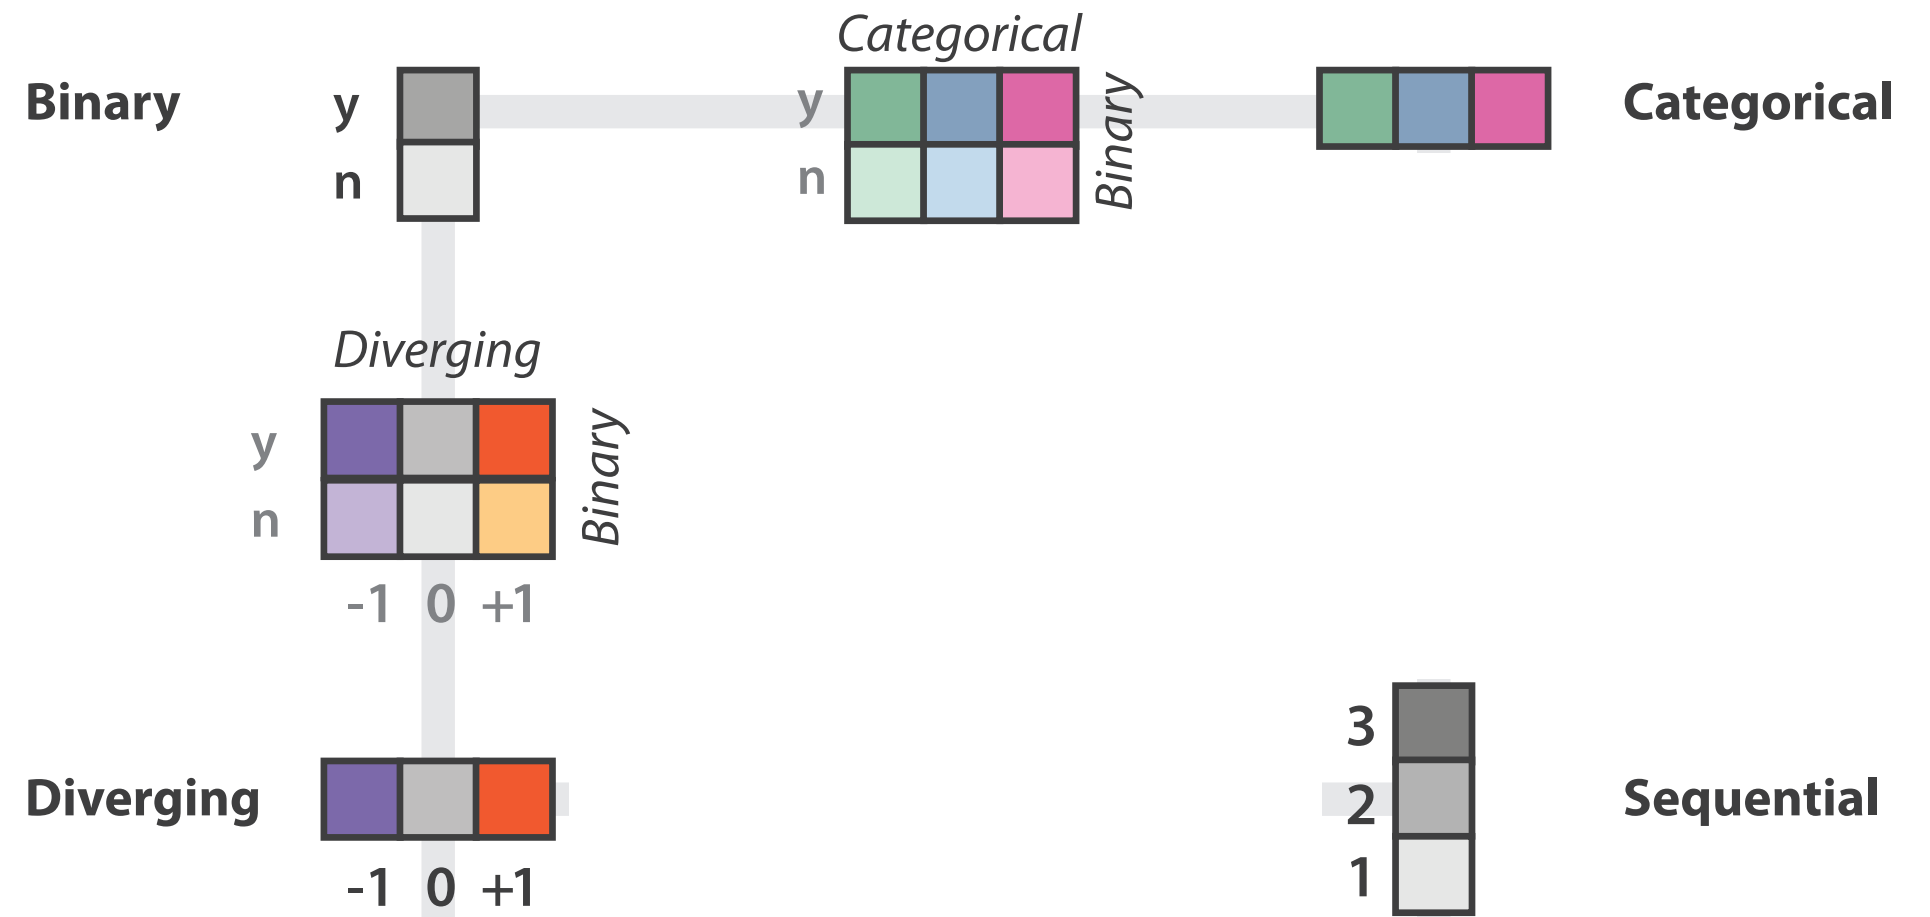 Categorical
Binary
y
n
y
n
Binary
Categorical
Diverging
y
n
Binary
-1 0 +1
Diverging
-1 0 +1
3
2
1
Sequential